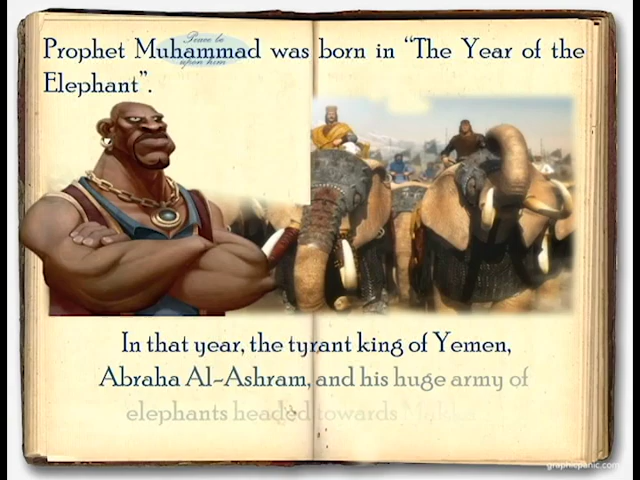 Prophet Muhammad was born in “The Year of the
Peace be
upon him
Elephant”.
In that year, the tyrant king of Yemen,
Abraha Al-Ashram, and his huge army of
elephants headed towards Makka
graphicpanic.com